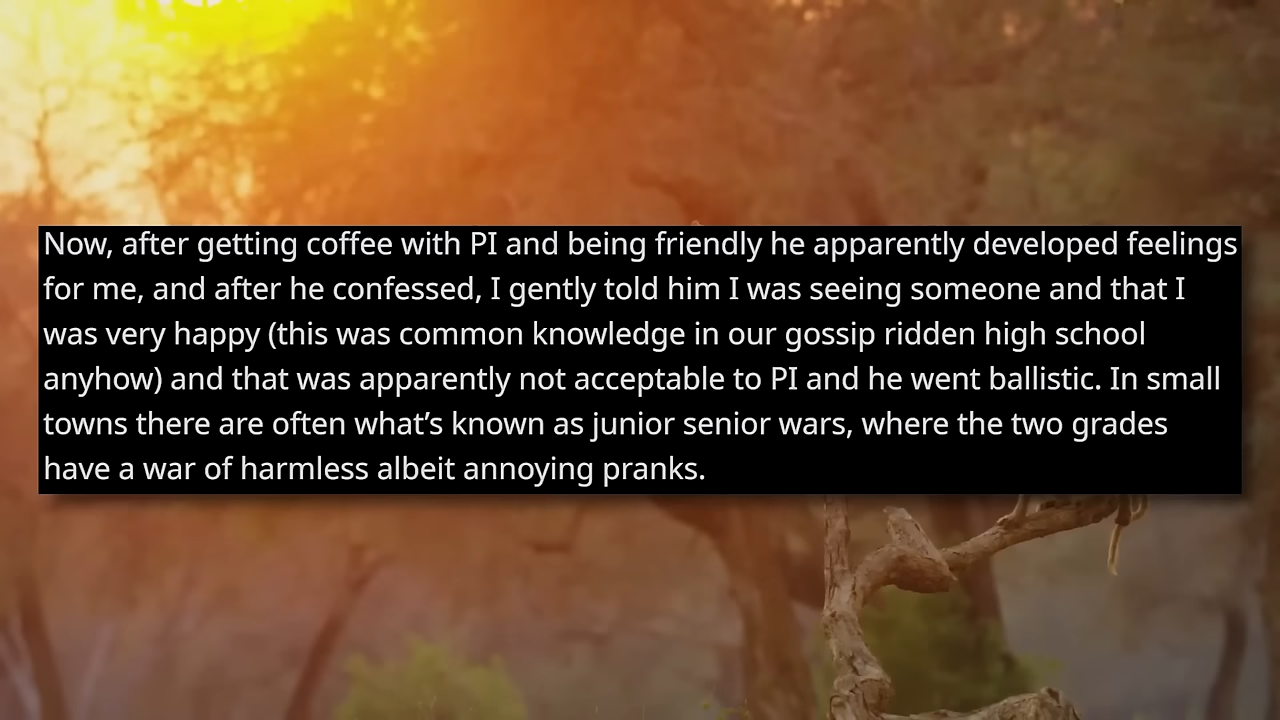 Now, after getting coffee with PI and being friendly he apparently developed feelings
for me, and after he confessed, I gently told him I was seeing someone and that I
was very happy (this was common knowledge in our gossip ridden high school
anyhow) and that was apparently not acceptable to PI and he went ballistic. In small
towns there are often what’s known as junior senior wars, where the two grades
have a war of harmless albeit annoying pranks.